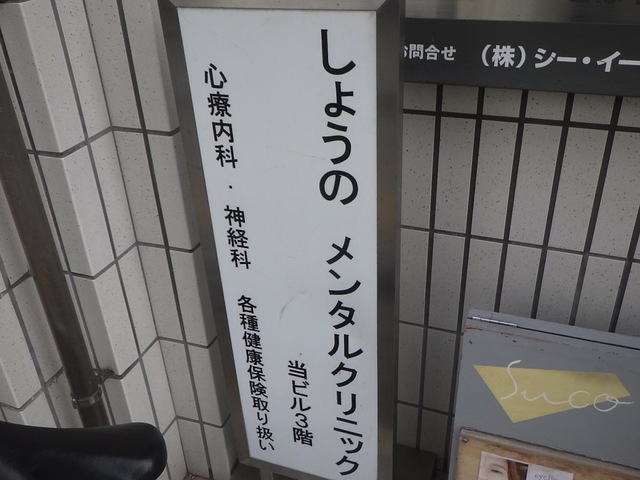 しょうの メンタルクリニック
当ビル3階
心療内科・神経科 各種健康保険取り扱い
お問合せ (株)シー・イー
Suco